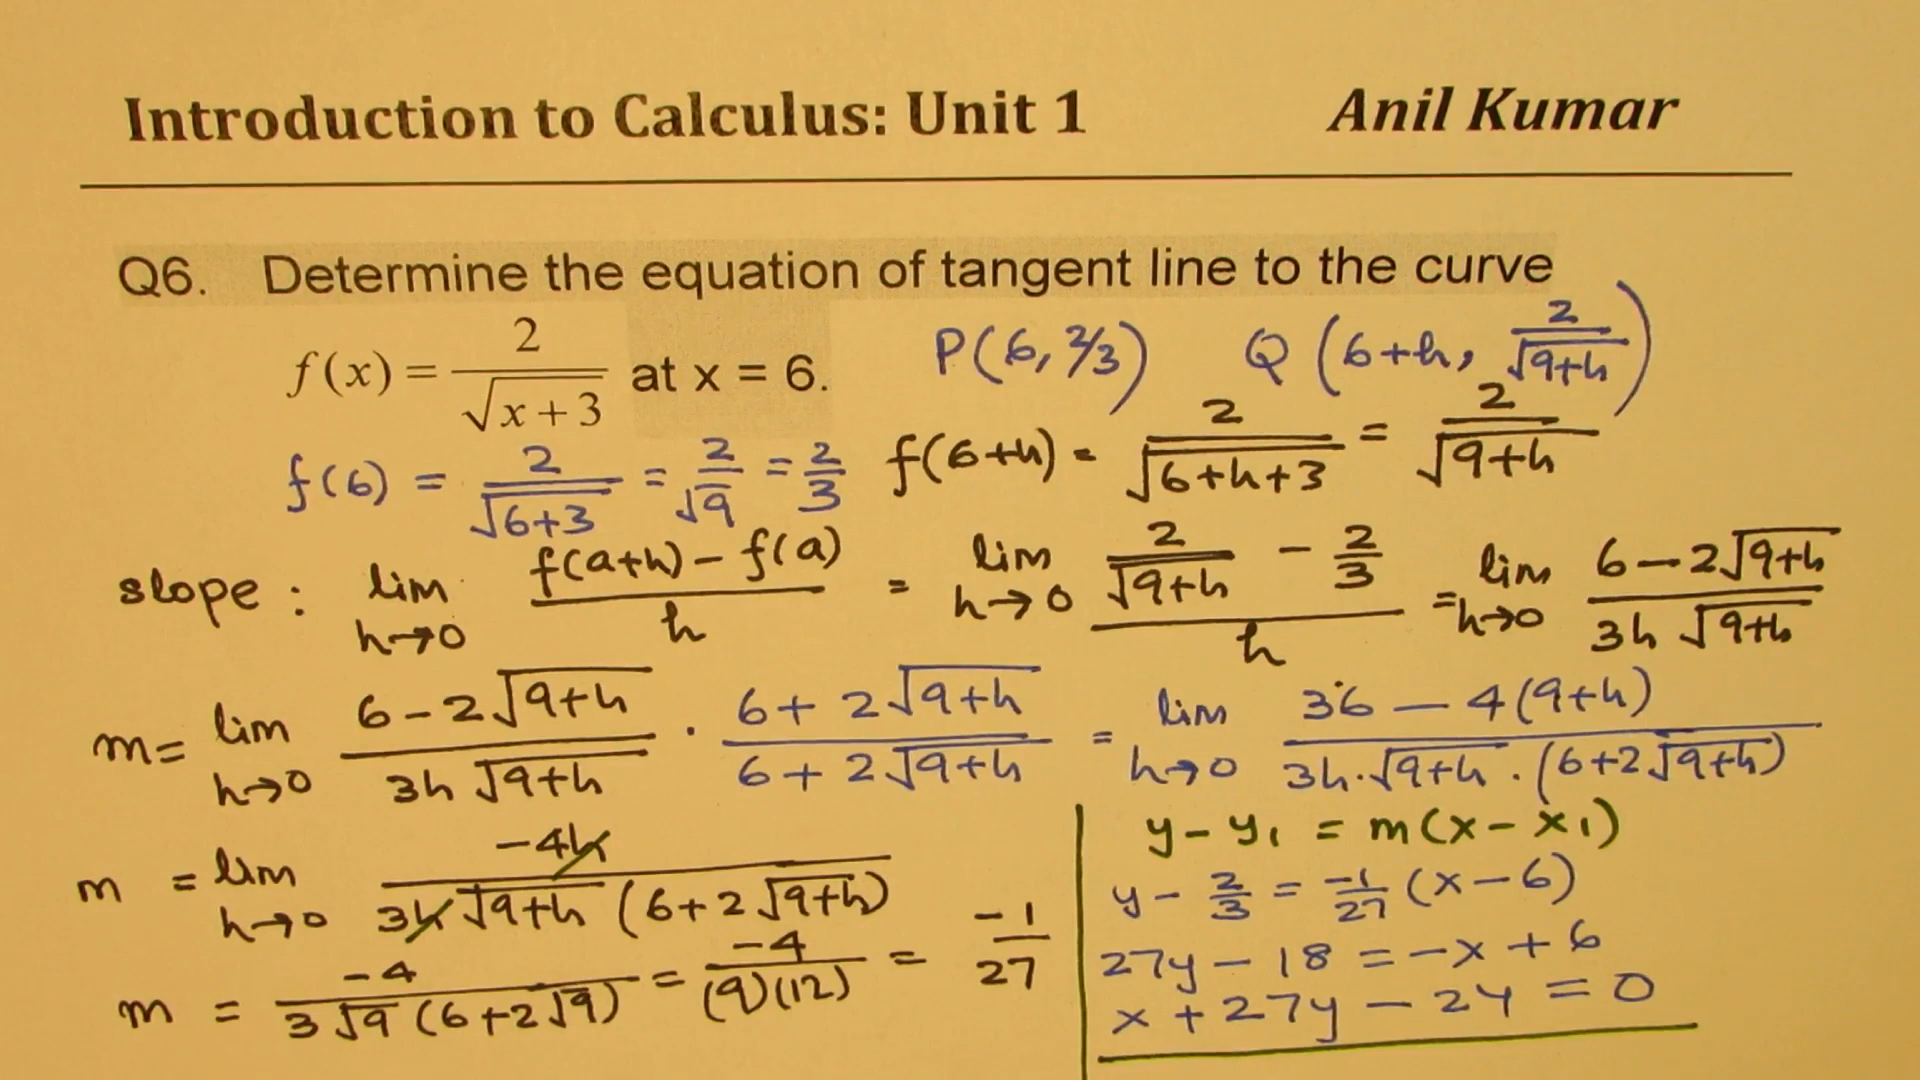 Introduction to Calculus: Unit 1 Anil Kumar
Q6. Determine the equation of tangent line to the curve
f(x) = 2/√(x+3) at x = 6. P(6, 2/3) Q(6+h, 2/√(9+h))
f(6) = 2/√(6+3) = 2/√9 = 2/3 f(6+h) = 2/√(6+h+3) = 2/√(9+h)
slope: lim h→0 (f(a+h) - f(a))/h = lim h→0 (2/√(9+h) - 2/3)/h = lim h→0 (6-2√(9+h))/(3h √(9+h))
m = lim h→0 (6-2√(9+h))/(3h √(9+h)) · (6+2√(9+h))/(6+2√(9+h)) = lim h→0 (36 - 4(9+h))/(3h·√(9+h)·(6+2√(9+h)))
m = lim h→0 -4h/(3h √(9+h) (6+2√(9+h)))
m = -4/(3√9 (6+2√9)) = -4/((9)(12)) = -1/27
y - y₁ = m(x - x₁)
y - 2/3 = -1/27 (x-6)
27y - 18 = -x + 6
x + 27y - 24 = 0